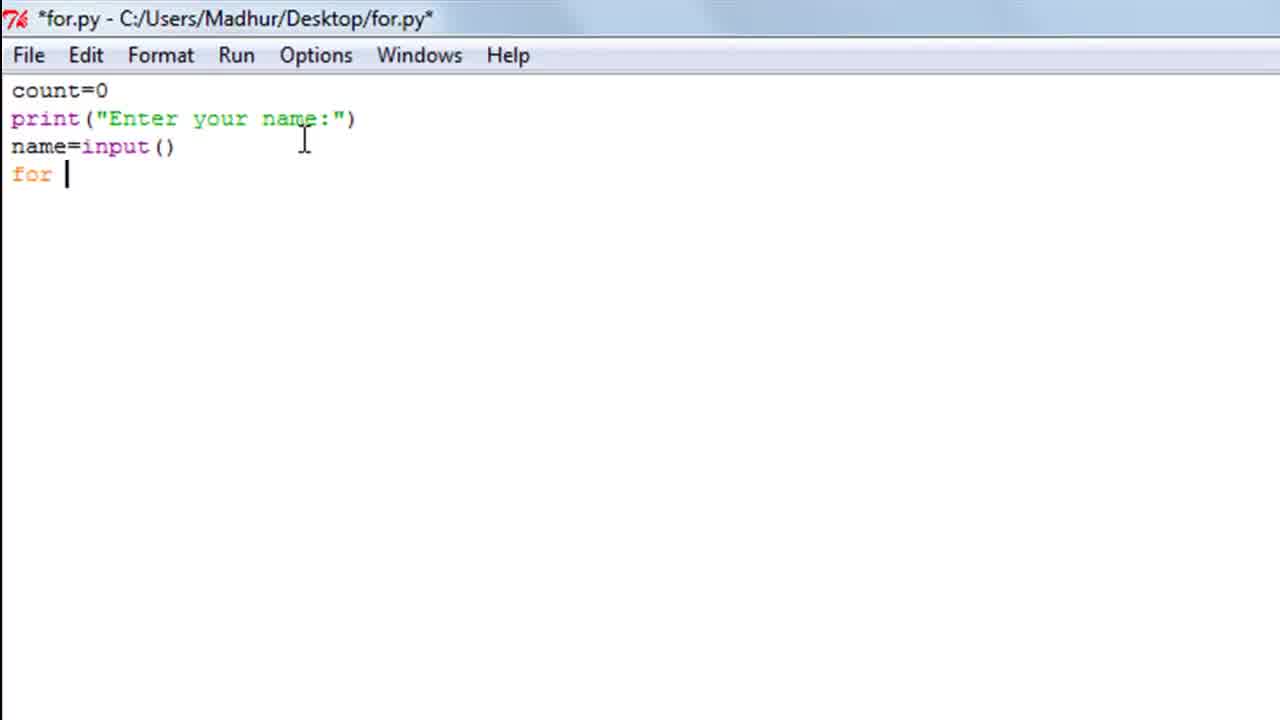 *for.py - C:/Users/Madhur/Desktop/for.py*
File Edit Format Run Options Windows Help
count=0
print("Enter your name:")
name=input()
for